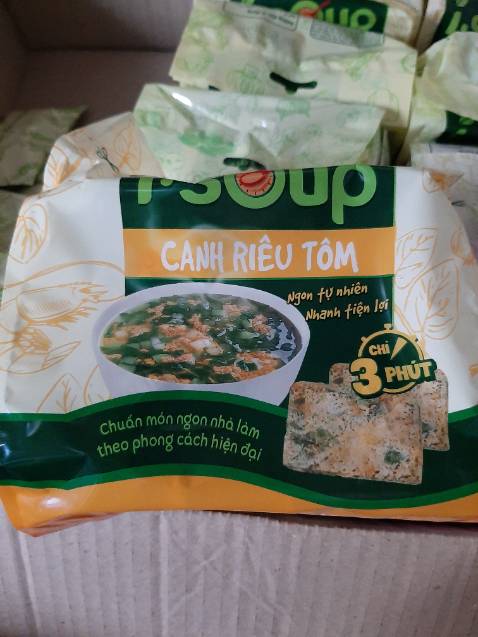 i·Soup
CANH RIÊU TÔM
Ngon tự nhiên
Nhanh tiện lợi
CHỈ
3 PHÚT
Chuẩn món ngon nhà làm
theo phong cách hiện đại